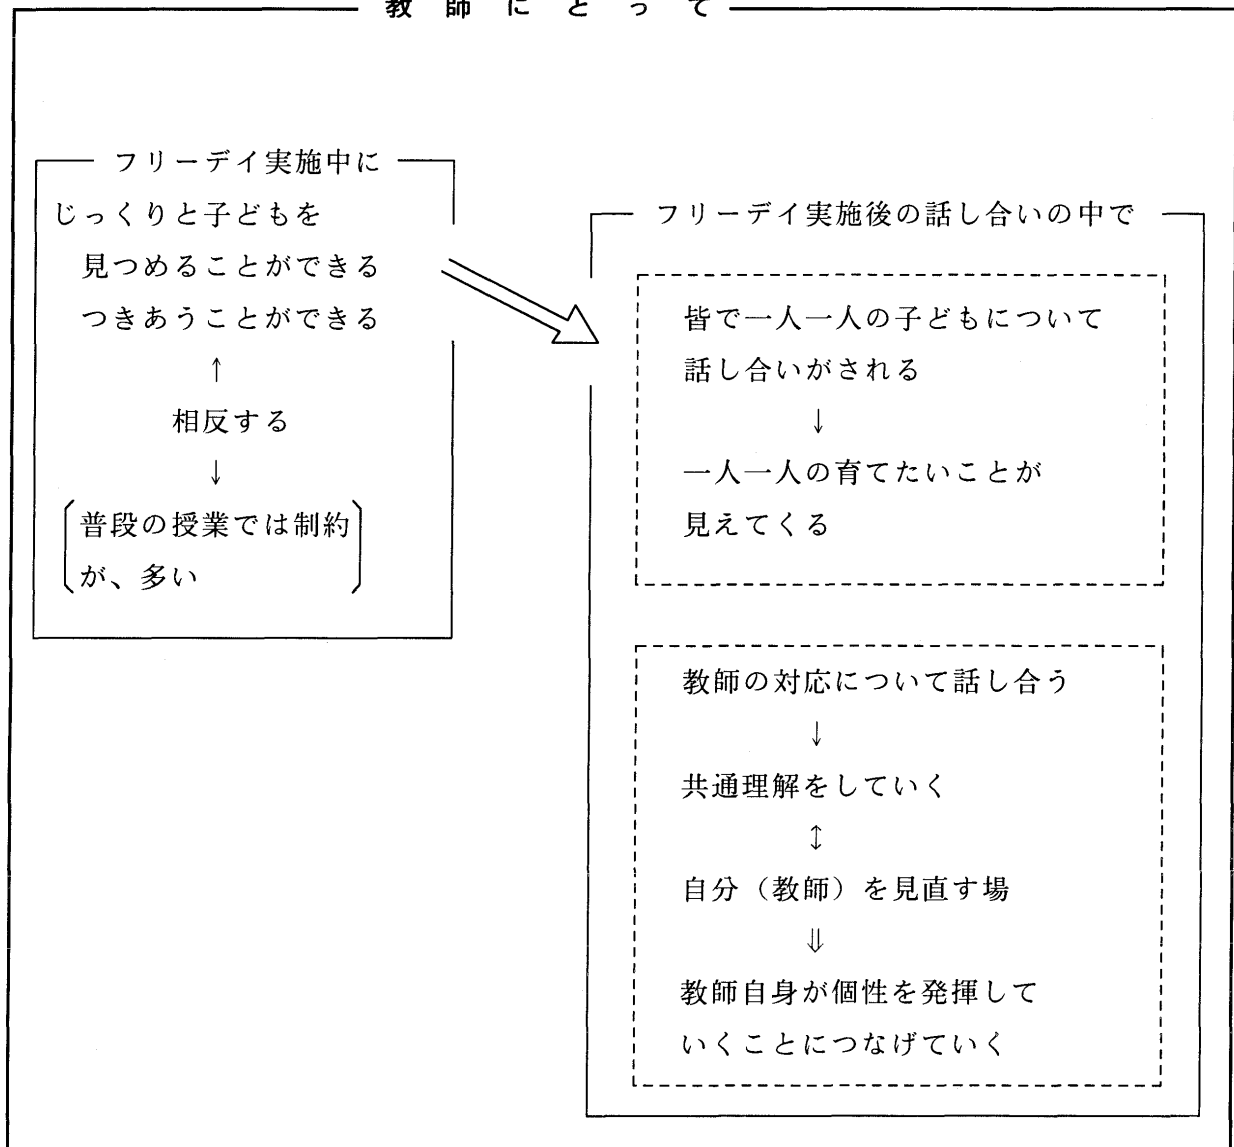 教師にとって
フリーデイ実施中に
じっくりと子どもを
見つめることができる
つきあうことができる
↑
相反する
↓
普段の授業では制約
が、多い
フリーデイ実施後の話し合いの中で
皆で一人一人の子どもについて
話し合いがされる
↓
一人一人の育てたいことが
見えてくる
教師の対応について話し合う
↓
共通理解をしていく
↕
自分（教師）を見直す場
⇓
教師自身が個性を発揮して
いくことにつなげていく